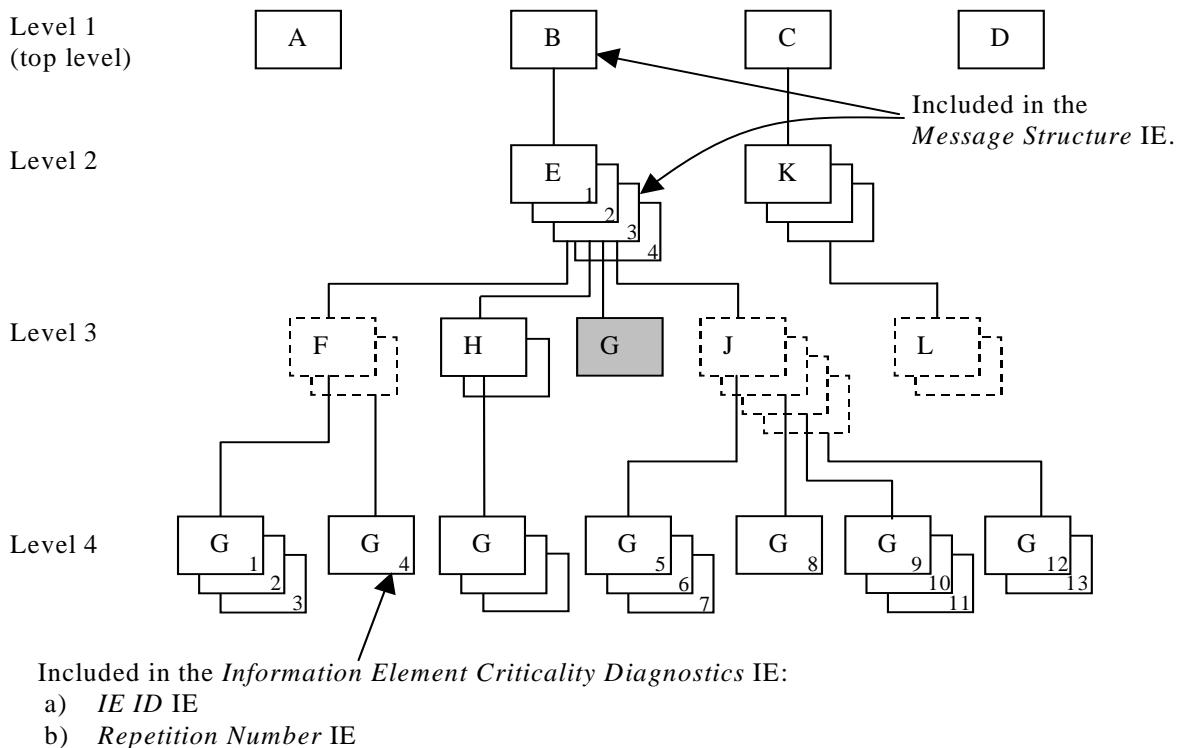 Level 1
(top level)
A
B
C
D
Included in the
Message Structure IE.
Level 2
E
1
2
3
4
K
Level 3
F
H
G
J
L
Level 4
G
1
2
3
G
4
G
G
5
6
7
G
8
G
9
10
11
G
12
13
Included in the Information Element Criticality Diagnostics IE:
a) IE ID IE
b) Repetition Number IE